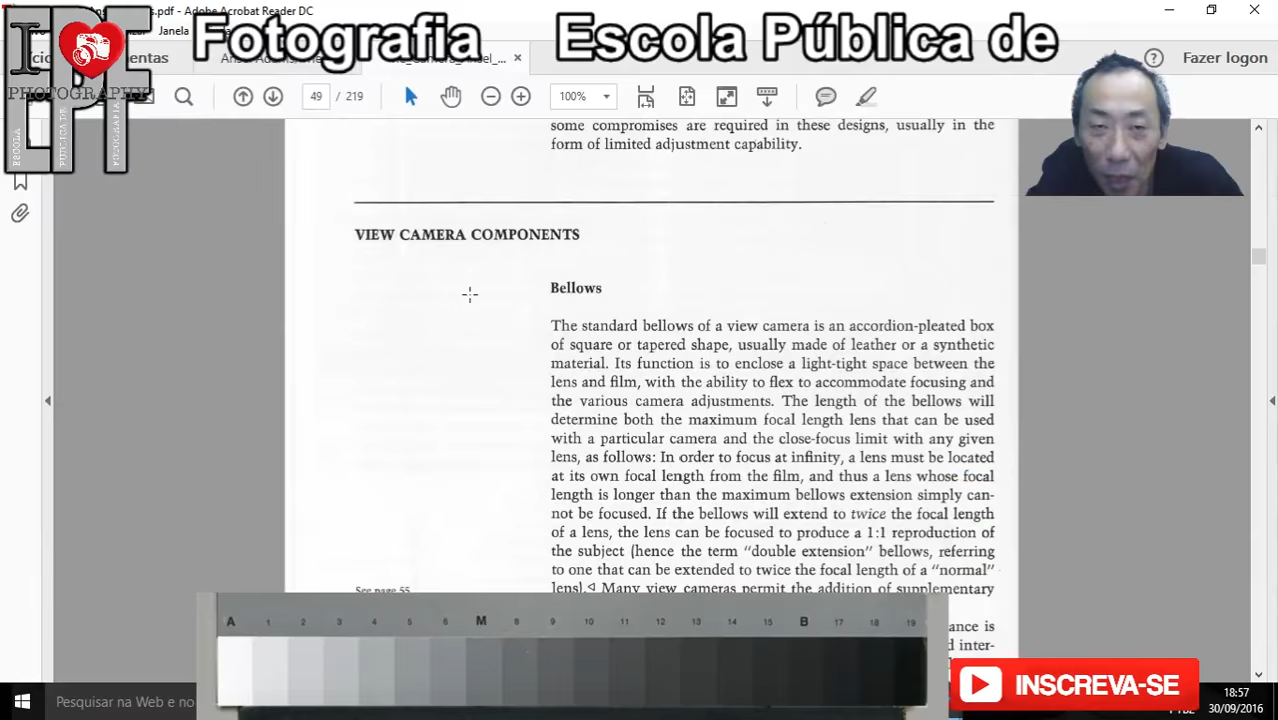 .pdf - Adobe Acrobat Reader DC
Janela
Fotografia Escola Pública de
I
PHOTOGRAPHY
EPF
ESCOLA
PÚBLICA DE
FOTOGRAFIA
Fazer logon
49 / 219
100%
some compromises are required in these designs, usually in the
form of limited adjustment capability.
VIEW CAMERA COMPONENTS
Bellows
The standard bellows of a view camera is an accordion-pleated box
of square or tapered shape, usually made of leather or a synthetic
material. Its function is to enclose a light-tight space between the
lens and film, with the ability to flex to accommodate focusing and
the various camera adjustments. The length of the bellows will
determine both the maximum focal length lens that can be used
with a particular camera and the close-focus limit with any given
lens, as follows: In order to focus at infinity, a lens must be located
at its own focal length from the film, and thus a lens whose focal
length is longer than the maximum bellows extension simply can-
not be focused. If the bellows will extend to twice the focal length
of a lens, the lens can be focused to produce a 1:1 reproduction of
the subject (hence the term “double extension” bellows, referring
to one that can be extended to twice the focal length of a “normal”
See page 55
lens).◁ Many view cameras permit the addition of supplementary
ance is
d inter-
A 1 2 3 4 5 6 M 8 9 10 11 12 13 14 15 B 17 18 19
INSCREVA-SE
Pesquisar na Web e no
18:57
30/09/2016